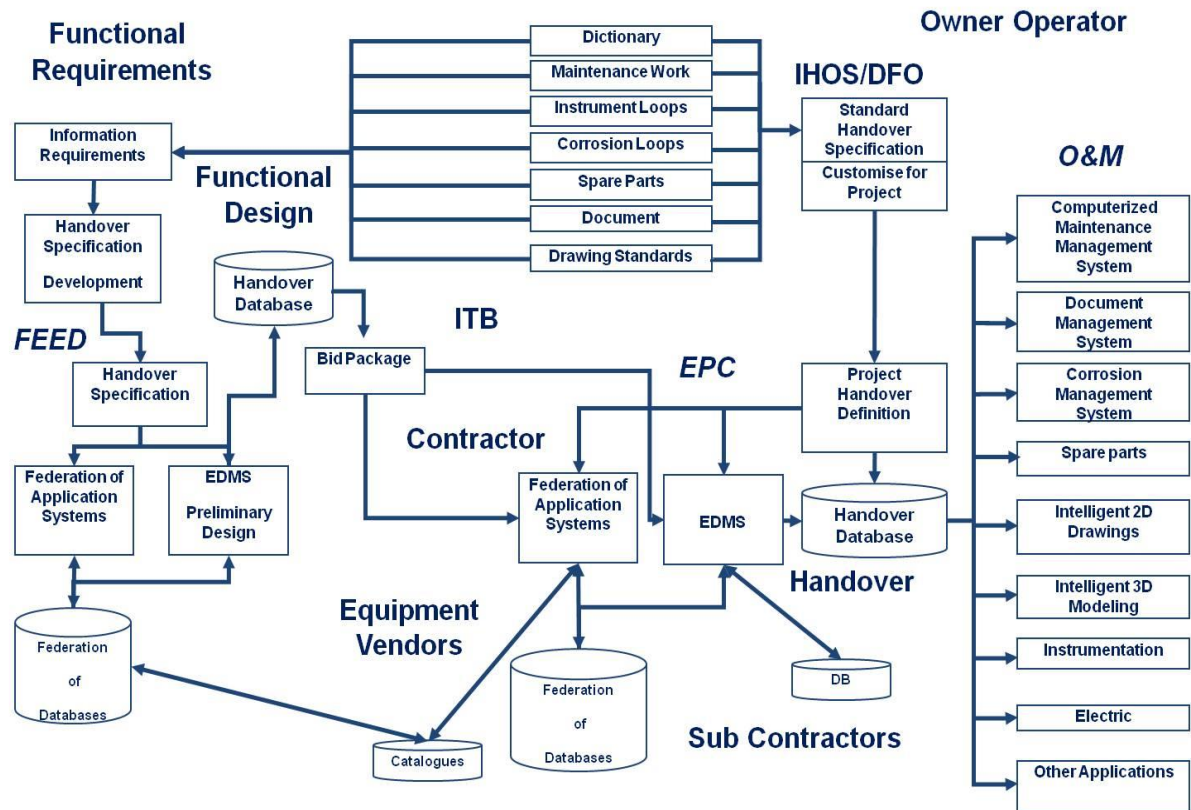 Functional
Requirements
Owner Operator
Dictionary
Maintenance Work
Instrument Loops
Corrosion Loops
Spare Parts
Document
Drawing Standards
IHOS/DFO
Standard
Handover
Specification
Customise for
Project
O&M
Information
Requirements
Functional
Design
Handover
Specification
Development
Handover
Database
ITB
FEED
Bid Package
EPC
Handover
Specification
Project
Handover
Definition
Contractor
Federation of
Application
Systems
EDMS
Preliminary
Design
Federation of
Application
Systems
EDMS
Handover
Database
Handover
Equipment
Vendors
Federation
of
Databases
Federation
of
Databases
DB
Sub Contractors
Catalogues
Computerized
Maintenance
Management
System
Document
Management
System
Corrosion
Management
System
Spare parts
Intelligent 2D
Drawings
Intelligent 3D
Modeling
Instrumentation
Electric
Other Applications